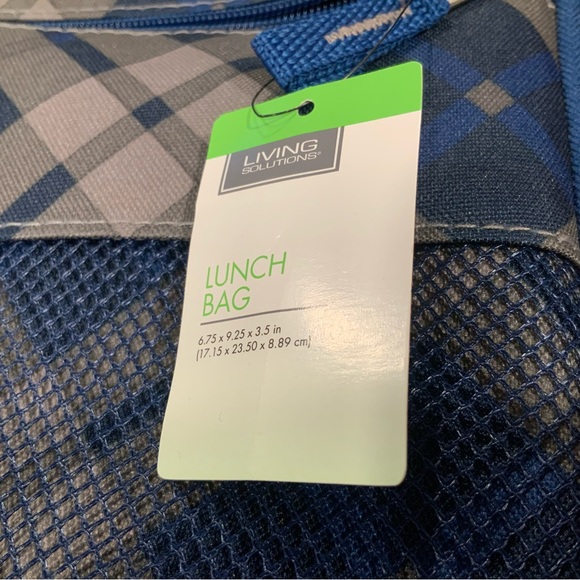 LIVING
SOLUTIONS®
LUNCH
BAG
6.75 x 9.25 x 3.5 in
(17.15 x 23.50 x 8.89 cm)